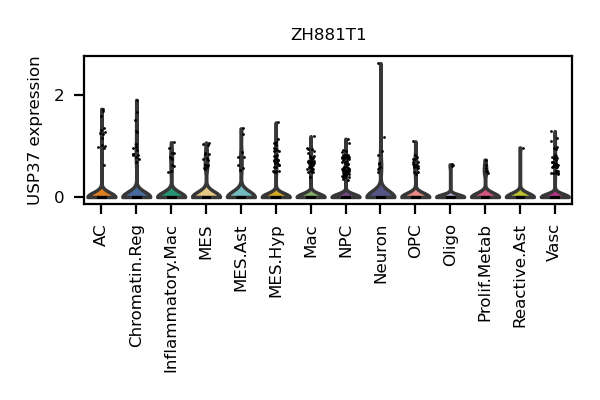 ZH881T1
USP37 expression
2
0
AC
Chromatin.Reg
Inflammatory.Mac
MES
MES.Ast
MES.Hyp
Mac
NPC
Neuron
OPC
Oligo
Prolif.Metab
Reactive.Ast
Vasc